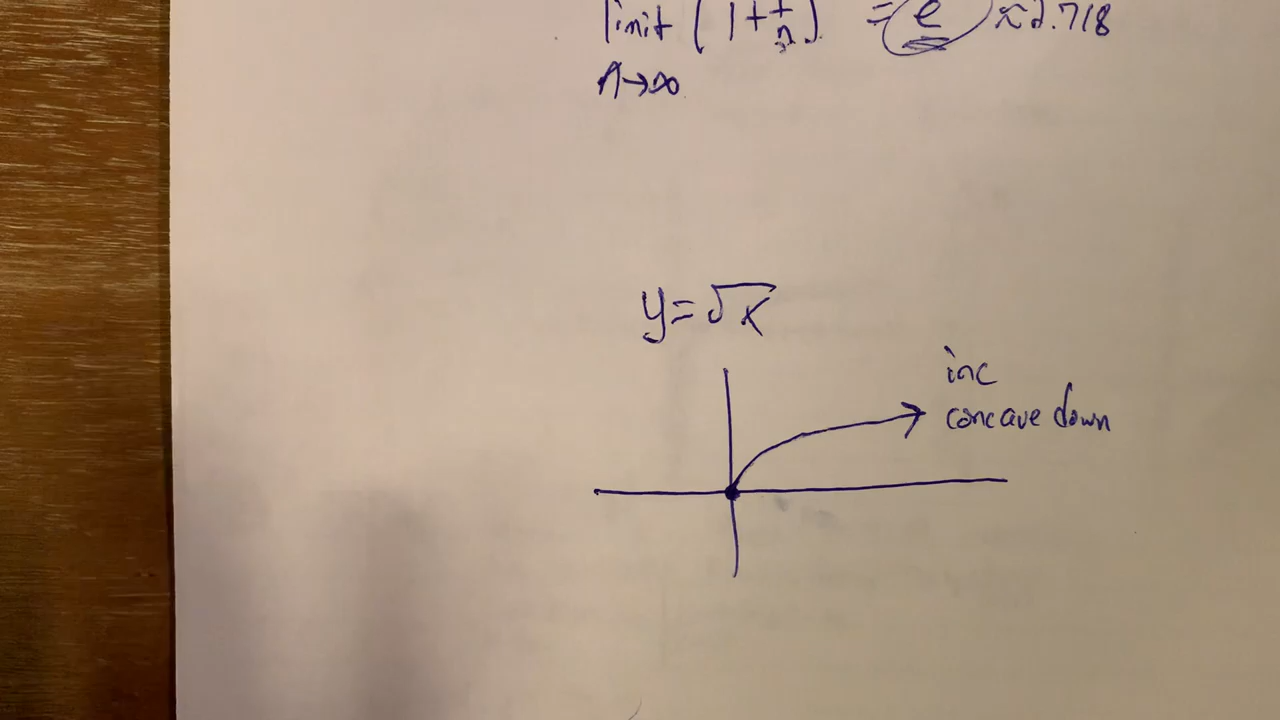 limit (1+1/n) = e ≈2.718
n→∞
y=√x
inc
concave down